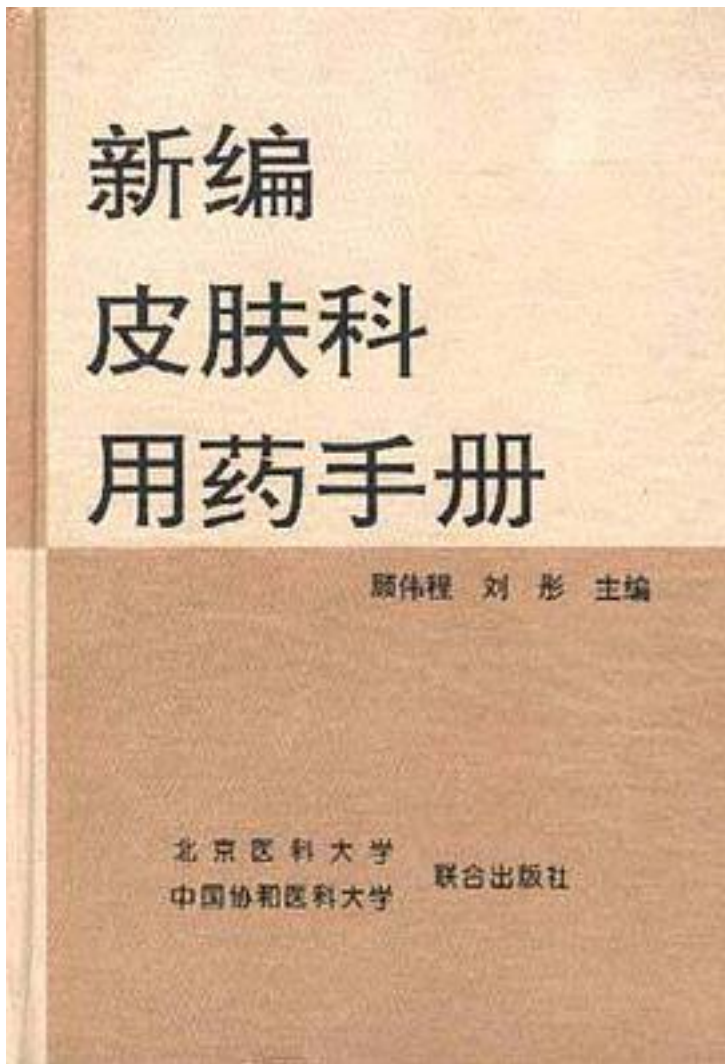 新编
皮肤科
用药手册
顾伟程 刘彤 主编
北京医科大学
中国协和医科大学
联合出版社